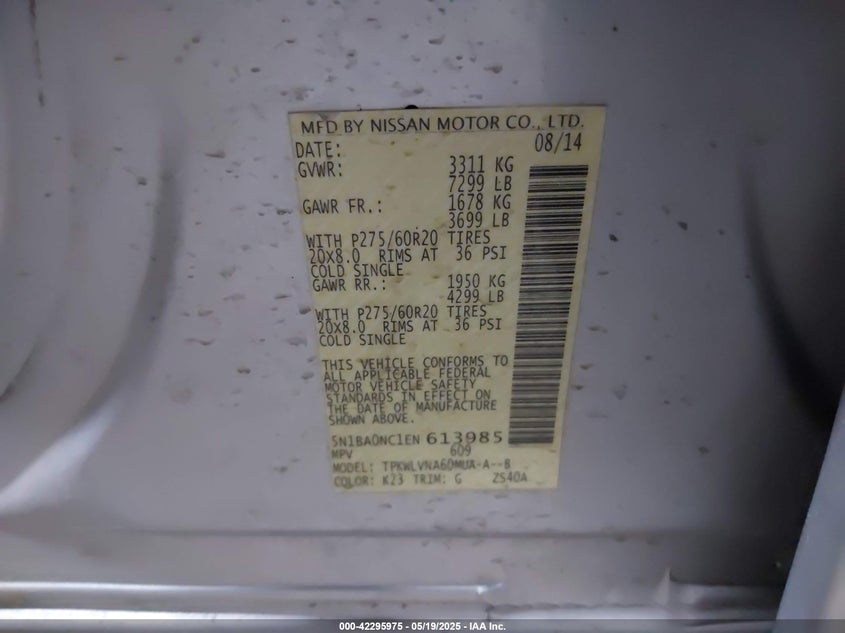 MFD BY NISSAN MOTOR CO., LTD.
DATE: 08/14
GVWR: 3311 KG
7299 LB
GAWR FR.: 1678 KG
3699 LB
WITH P275/60R20 TIRES
20X8.0 RIMS AT 36 PSI
COLD SINGLE
GAWR RR.: 1950 KG
4299 LB
WITH P275/60R20 TIRES
20X8.0 RIMS AT 36 PSI
COLD SINGLE
THIS VEHICLE CONFORMS TO
ALL APPLICABLE FEDERAL
MOTOR VEHICLE SAFETY
STANDARDS IN EFFECT ON
THE DATE OF MANUFACTURE
SHOWN ABOVE.
5N1BA0NC1EN 613985
MPV 609
MODEL: TPKWLVNA60MUA-A--B
COLOR: K23 TRIM: G ZS40A
000-42295975 - 05/19/2025 - IAA Inc.